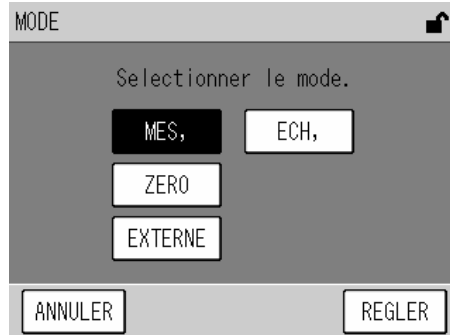 MODE
Selectionner le mode.
MES, ECH,
ZERO
EXTERNE
ANNULER REGLER